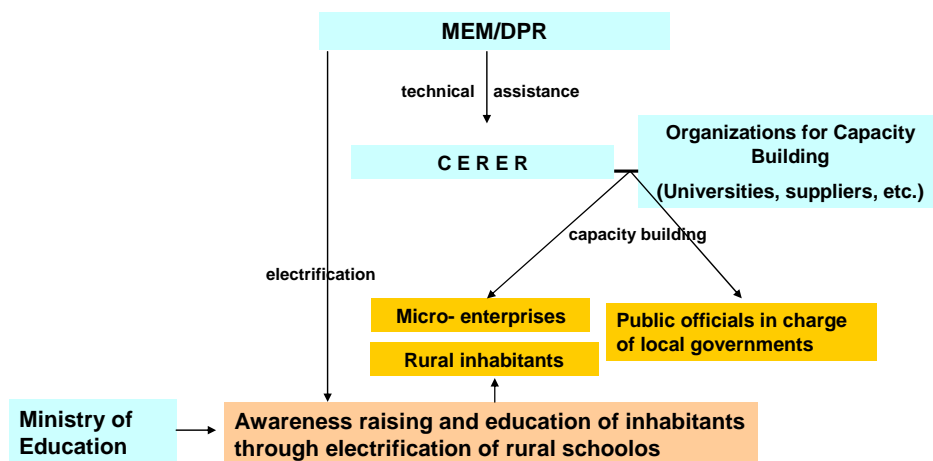 MEM/DPR
technical assistance
Organizations for Capacity
Building
(Universities, suppliers, etc.)
C E R E R
capacity building
electrification
Micro- enterprises
Public officials in charge
of local governments
Rural inhabitants
Ministry of
Education
Awareness raising and education of inhabitants
through electrification of rural schoolos